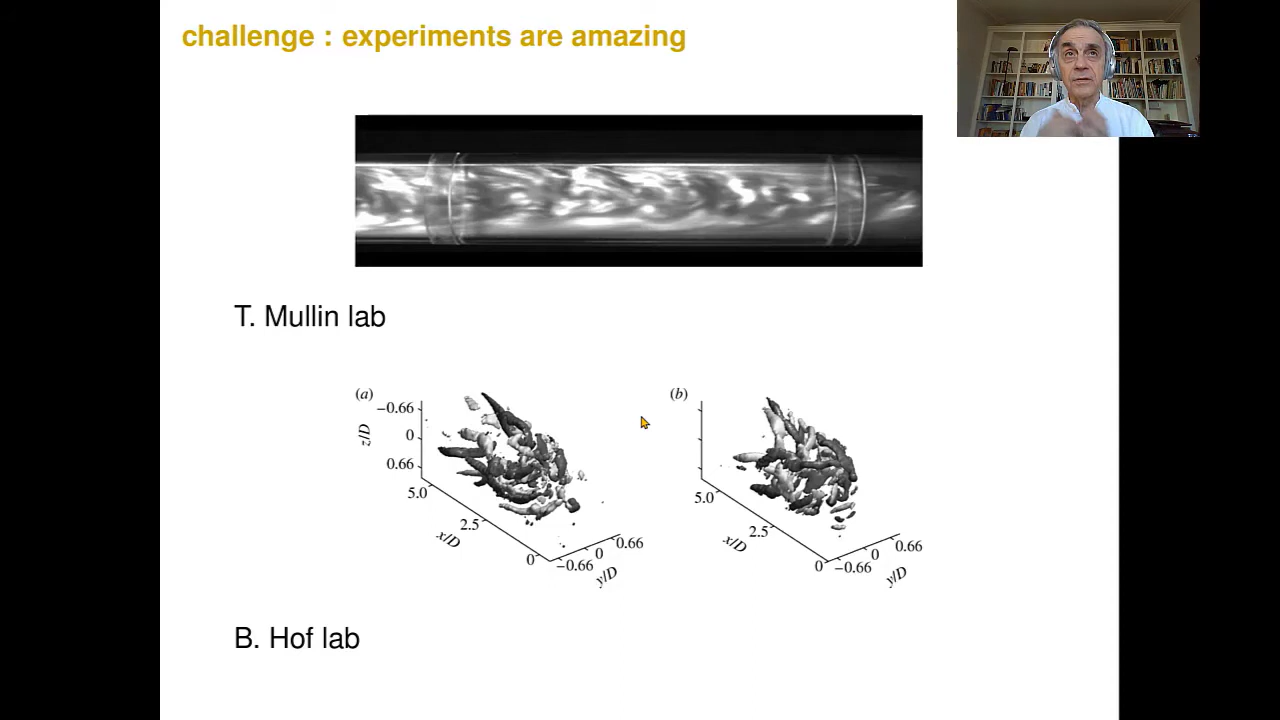 challenge : experiments are amazing
T. Mullin lab
(a)
−0.66
0
0.66
z/D
5.0
2.5
0
x/D
−0.66
0
0.66
y/D
(b)
5.0
2.5
0
x/D
−0.66
0
0.66
y/D
B. Hof lab